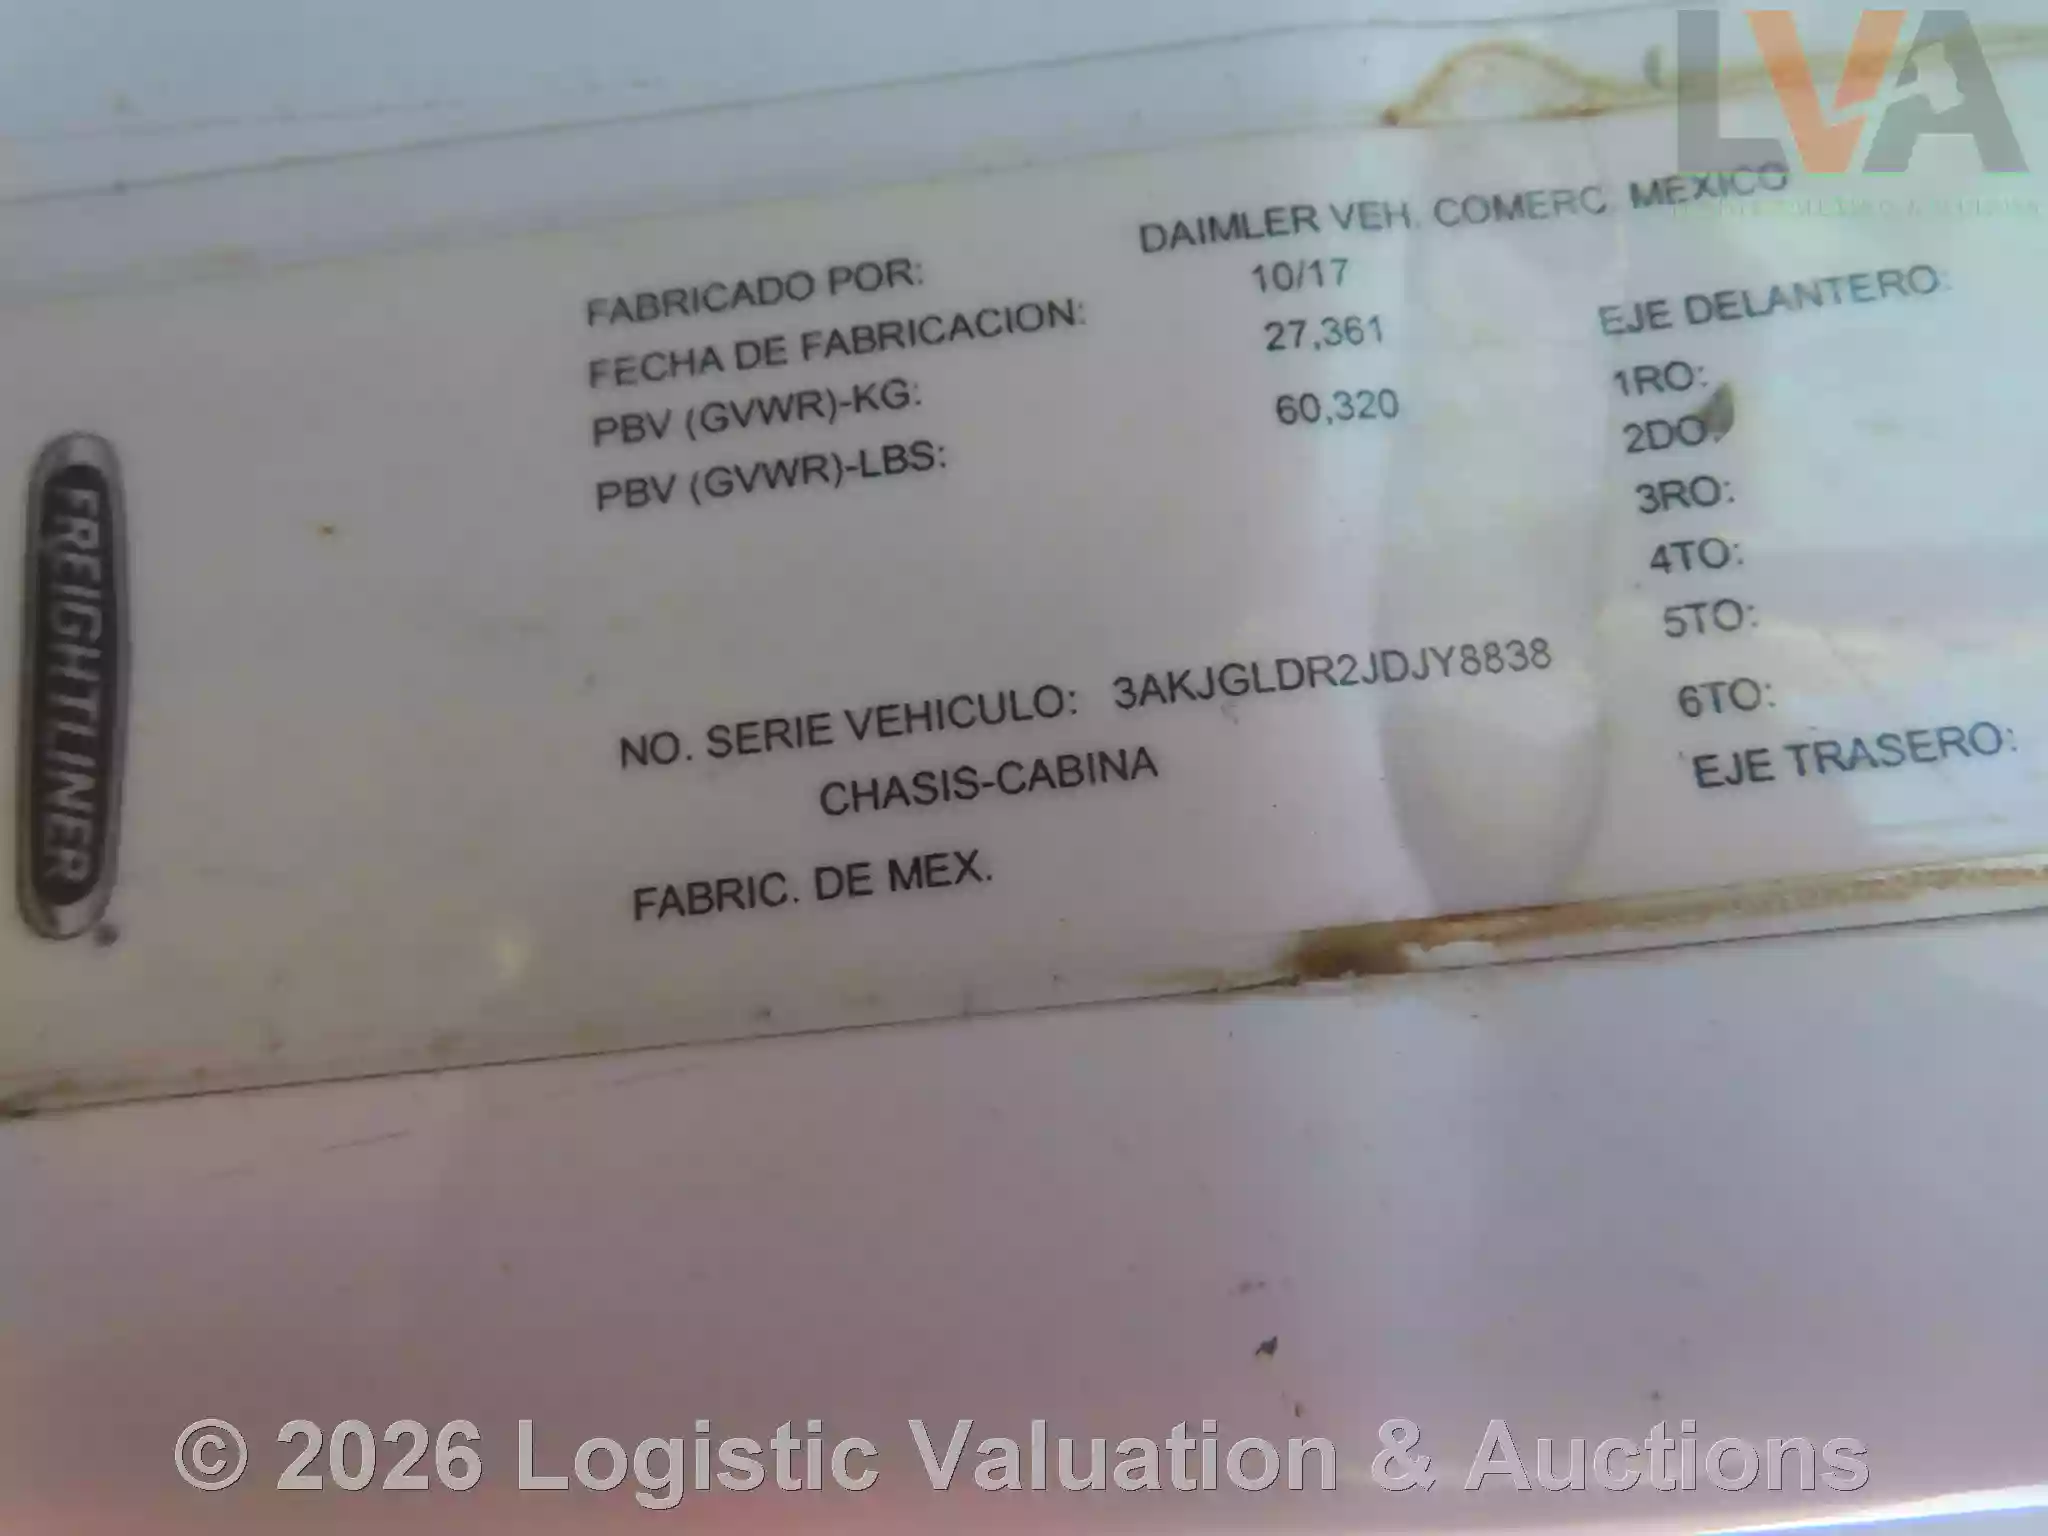 LVA
FREIGHTLINER
FABRICADO POR: DAIMLER VEH. COMERC. MEXICO
FECHA DE FABRICACION: 10/17
PBV (GVWR)-KG: 27,361
PBV (GVWR)-LBS: 60,320
NO. SERIE VEHICULO: 3AKJGLDR2JDJY8838
CHASIS-CABINA
FABRIC. DE MEX.
EJE DELANTERO:
1RO:
2DO:
3RO:
4TO:
5TO:
6TO:
EJE TRASERO:
© 2026 Logistic Valuation & Auctions